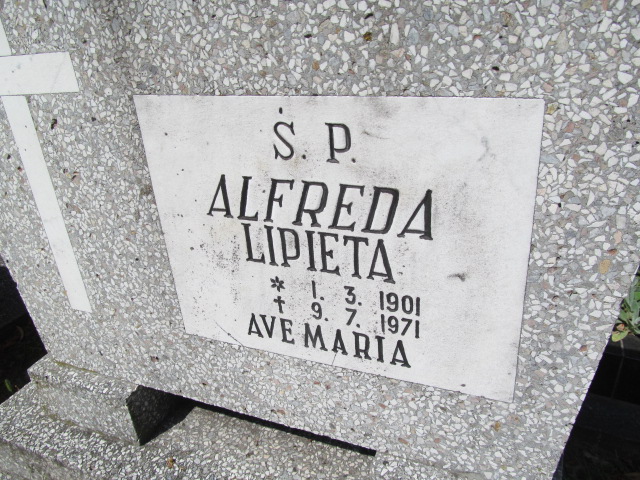 Ś. P.
ALFREDA
LIPIETA
* 1. 3. 1901
† 9. 7. 1971
AVE MARIA